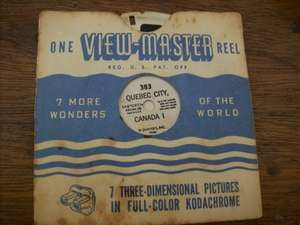 ONE VIEW-MASTER REEL
REG. U. S. PAT. OFF
383
QUEBEC CITY,
CANADA I
7 MORE
WONDERS
OF THE
WORLD
7 THREE-DIMENSIONAL PICTURES
IN FULL-COLOR KODACHROME